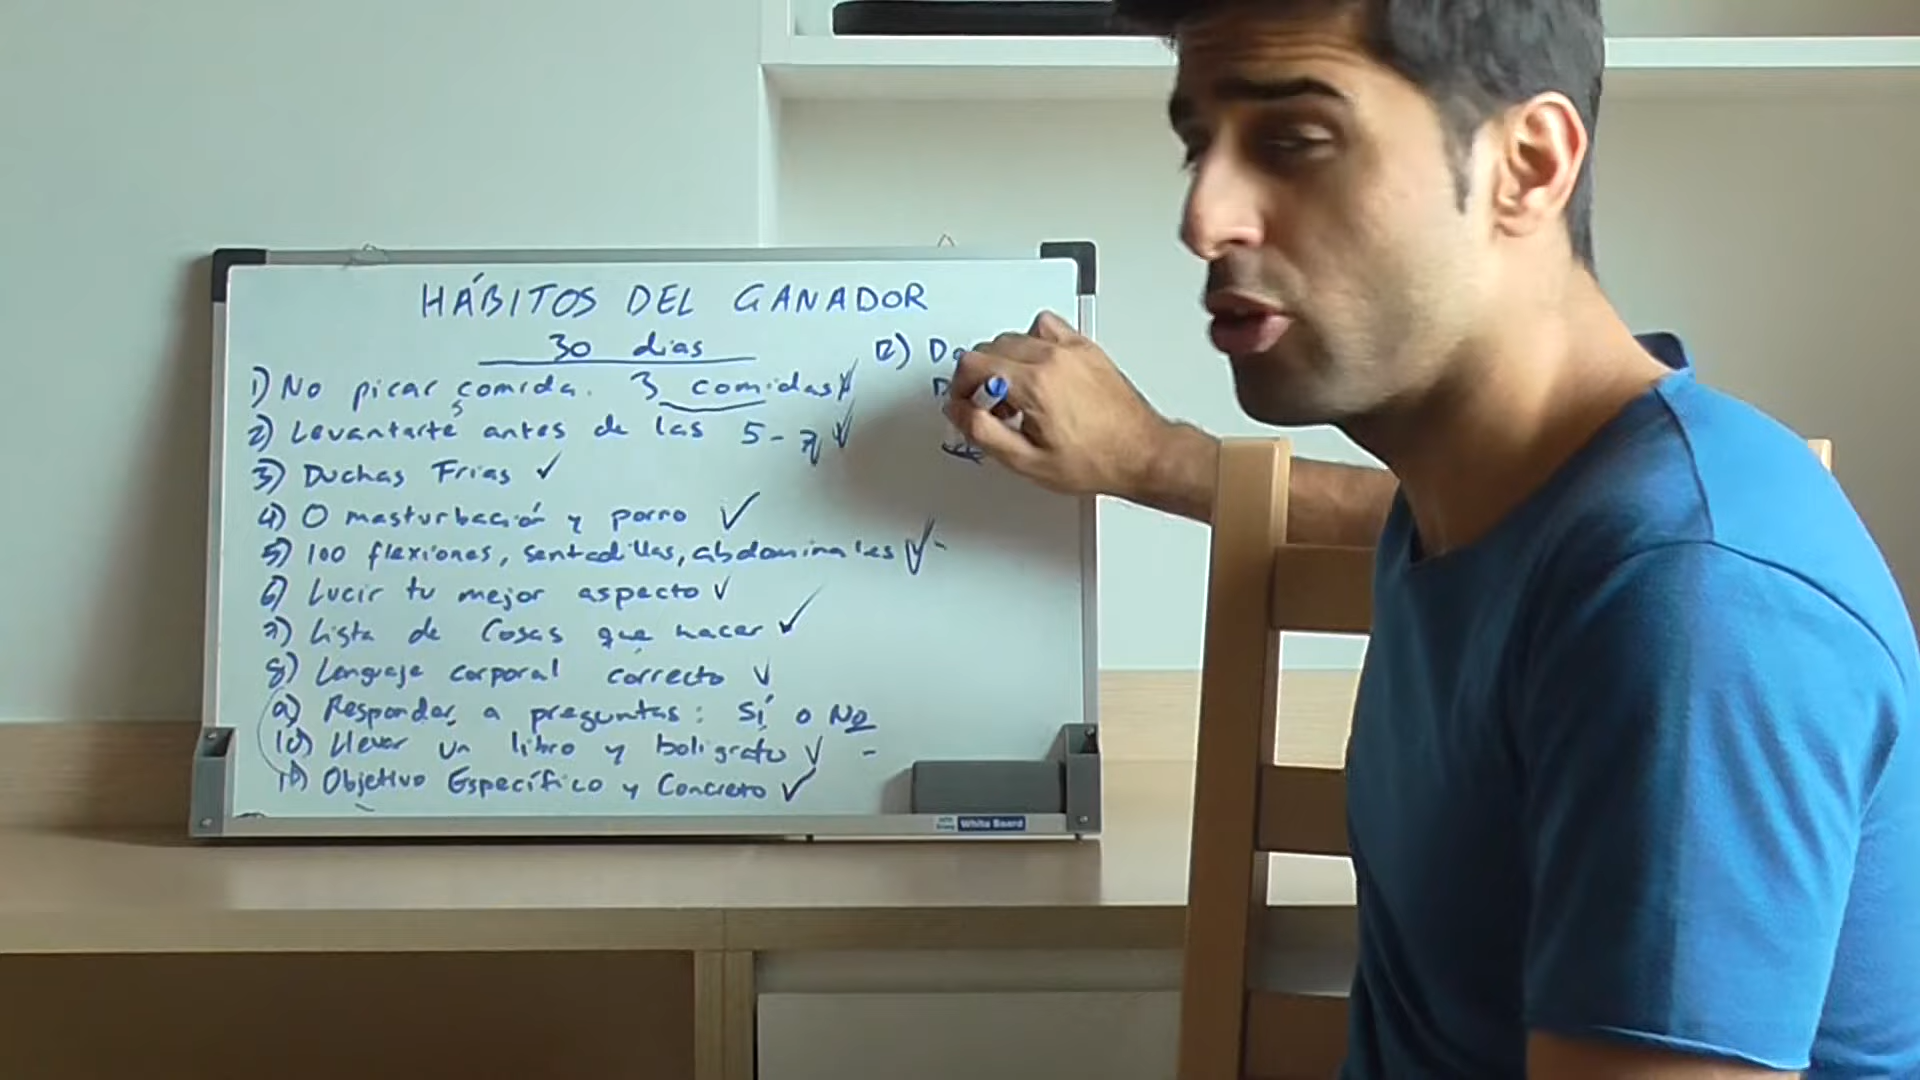 HÁBITOS DEL GANADOR
30 dias
1) No picar comida. 3 comidas
2) Levantarte antes de las 5-7
3) Duchas Frias ✓
4) 0 masturbación y porno ✓
5) 100 flexiones, sentadillas, abdominales ✓
6) Lucir tu mejor aspecto ✓
7) Lista de Cosas que hacer ✓
8) Lenguaje corporal correcto ✓
9) Responder a preguntas: Sí o No
10) Llevar un libro y boligrafo ✓
11) Objetivo Específico y Concreto ✓
12)
White Board